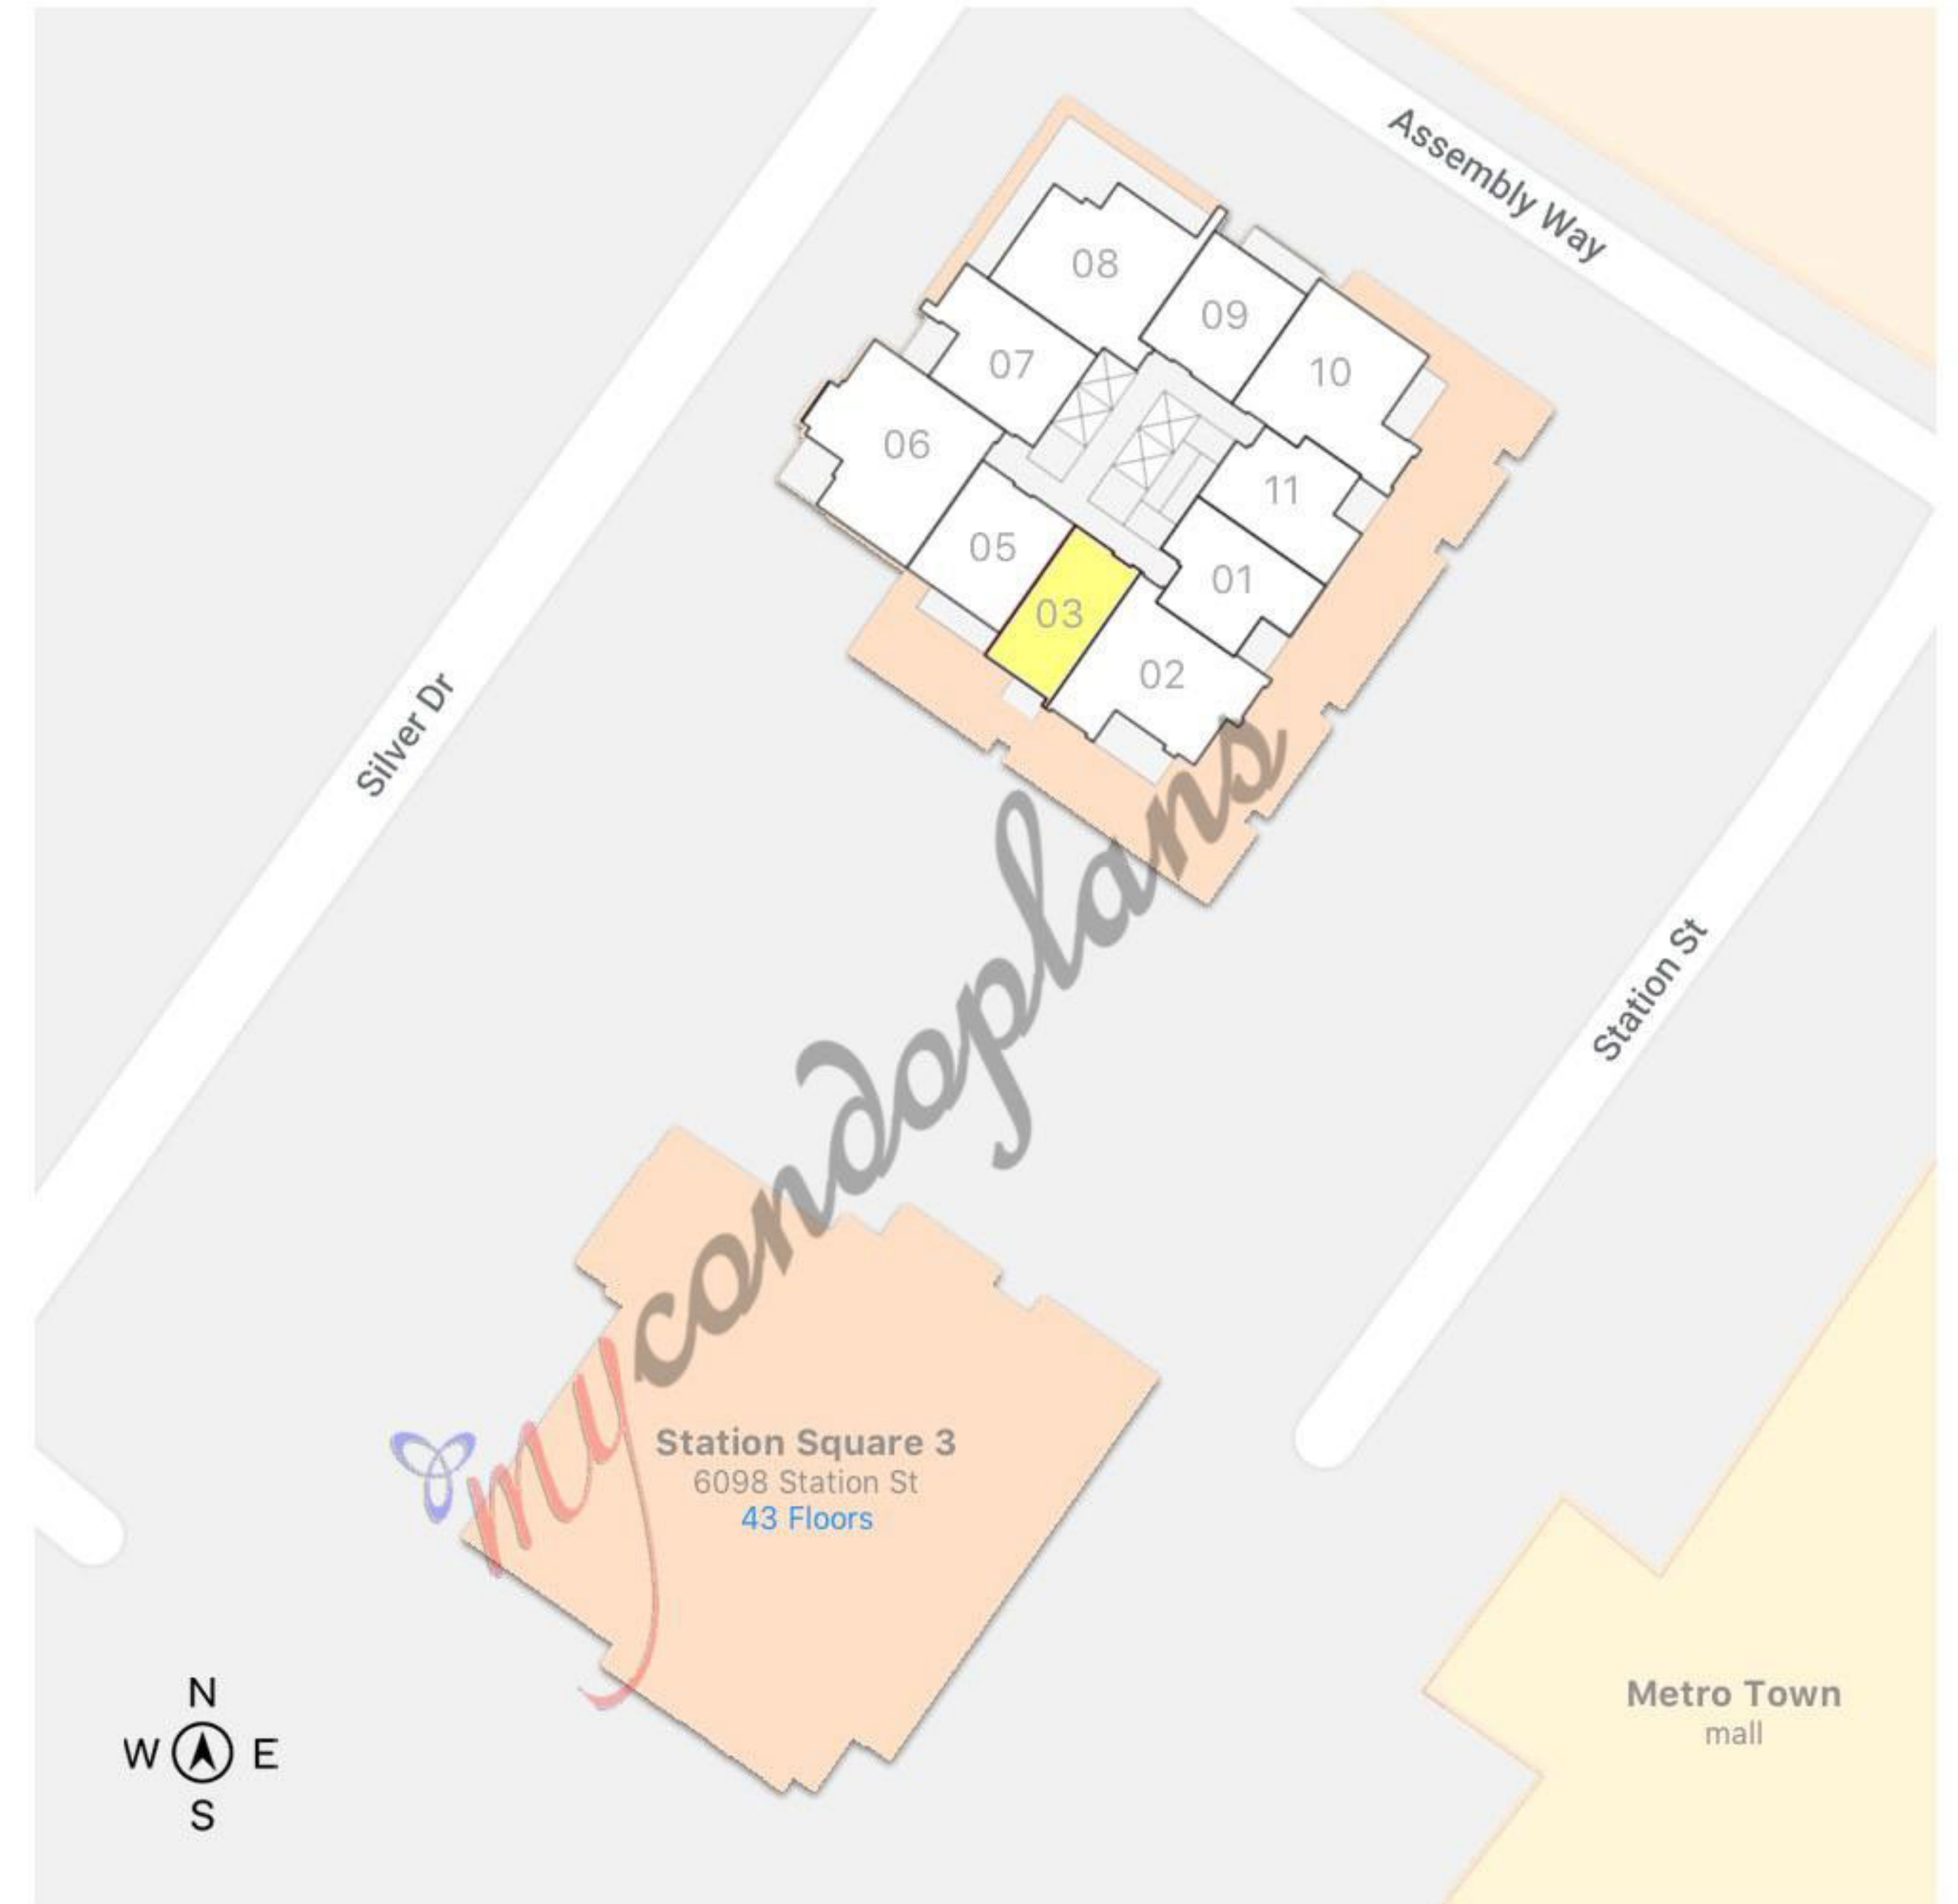 Assembly Way
08
09
07
10
06
11
05
01
03
02
Silver Dr
Station St
mycondoplans
Station Square 3
6098 Station St
43 Floors
Metro Town
mall
N
W E
S